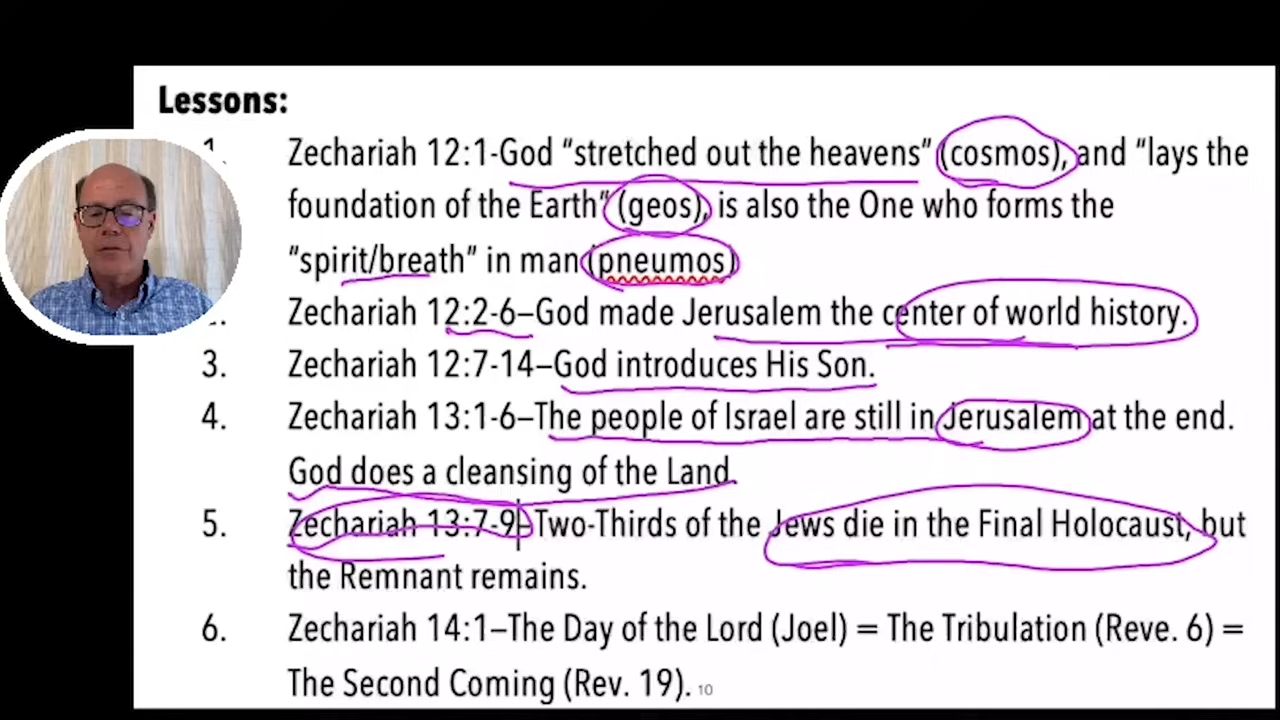 Lessons:
1. Zechariah 12:1-God “stretched out the heavens” (cosmos), and “lays the
foundation of the Earth” (geos), is also the One who forms the
“spirit/breath” in man (pneumos)
Zechariah 12:2-6–God made Jerusalem the center of world history.
3. Zechariah 12:7-14–God introduces His Son.
4. Zechariah 13:1-6–The people of Israel are still in Jerusalem at the end.
God does a cleansing of the Land.
5. Zechariah 13:7-9–Two-Thirds of the Jews die in the Final Holocaust, but
the Remnant remains.
6. Zechariah 14:1–The Day of the Lord (Joel) = The Tribulation (Reve. 6) =
The Second Coming (Rev. 19). 10